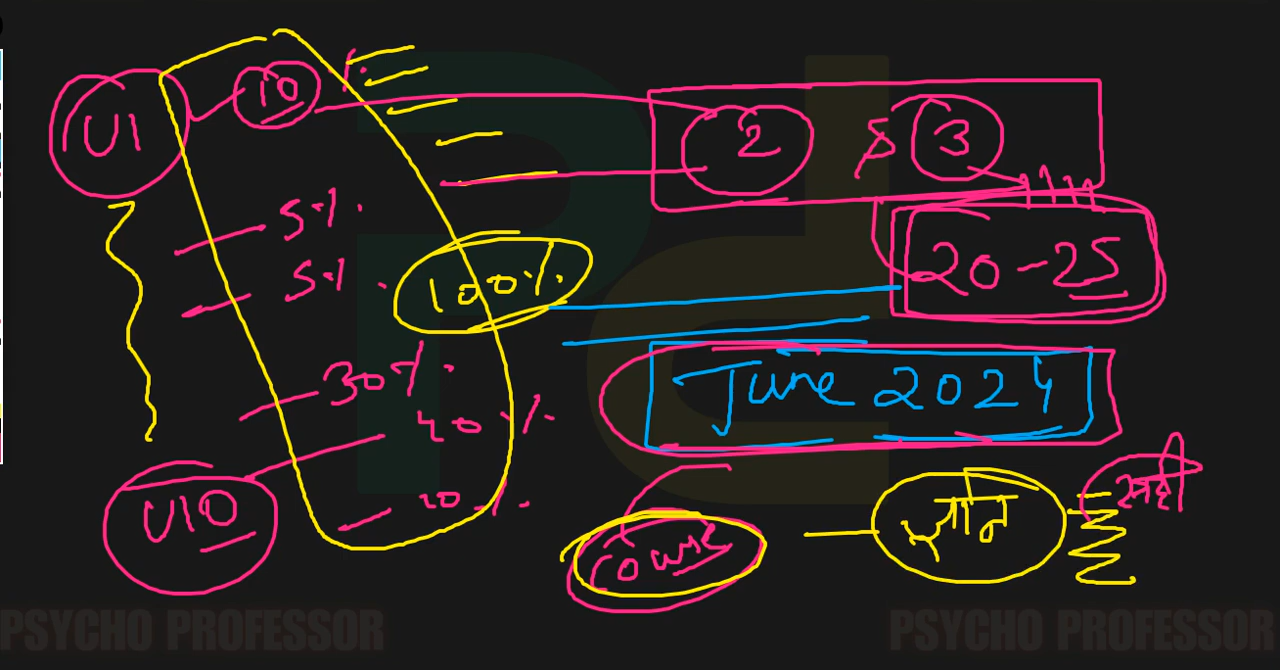 U1 10 %. 2 & 3
5%.
5%. 100%. 20-25
30%.
40%. June 2024
U10 20%. course ज्ञान
PSYCHO PROFESSOR PSYCHO PROFESSOR